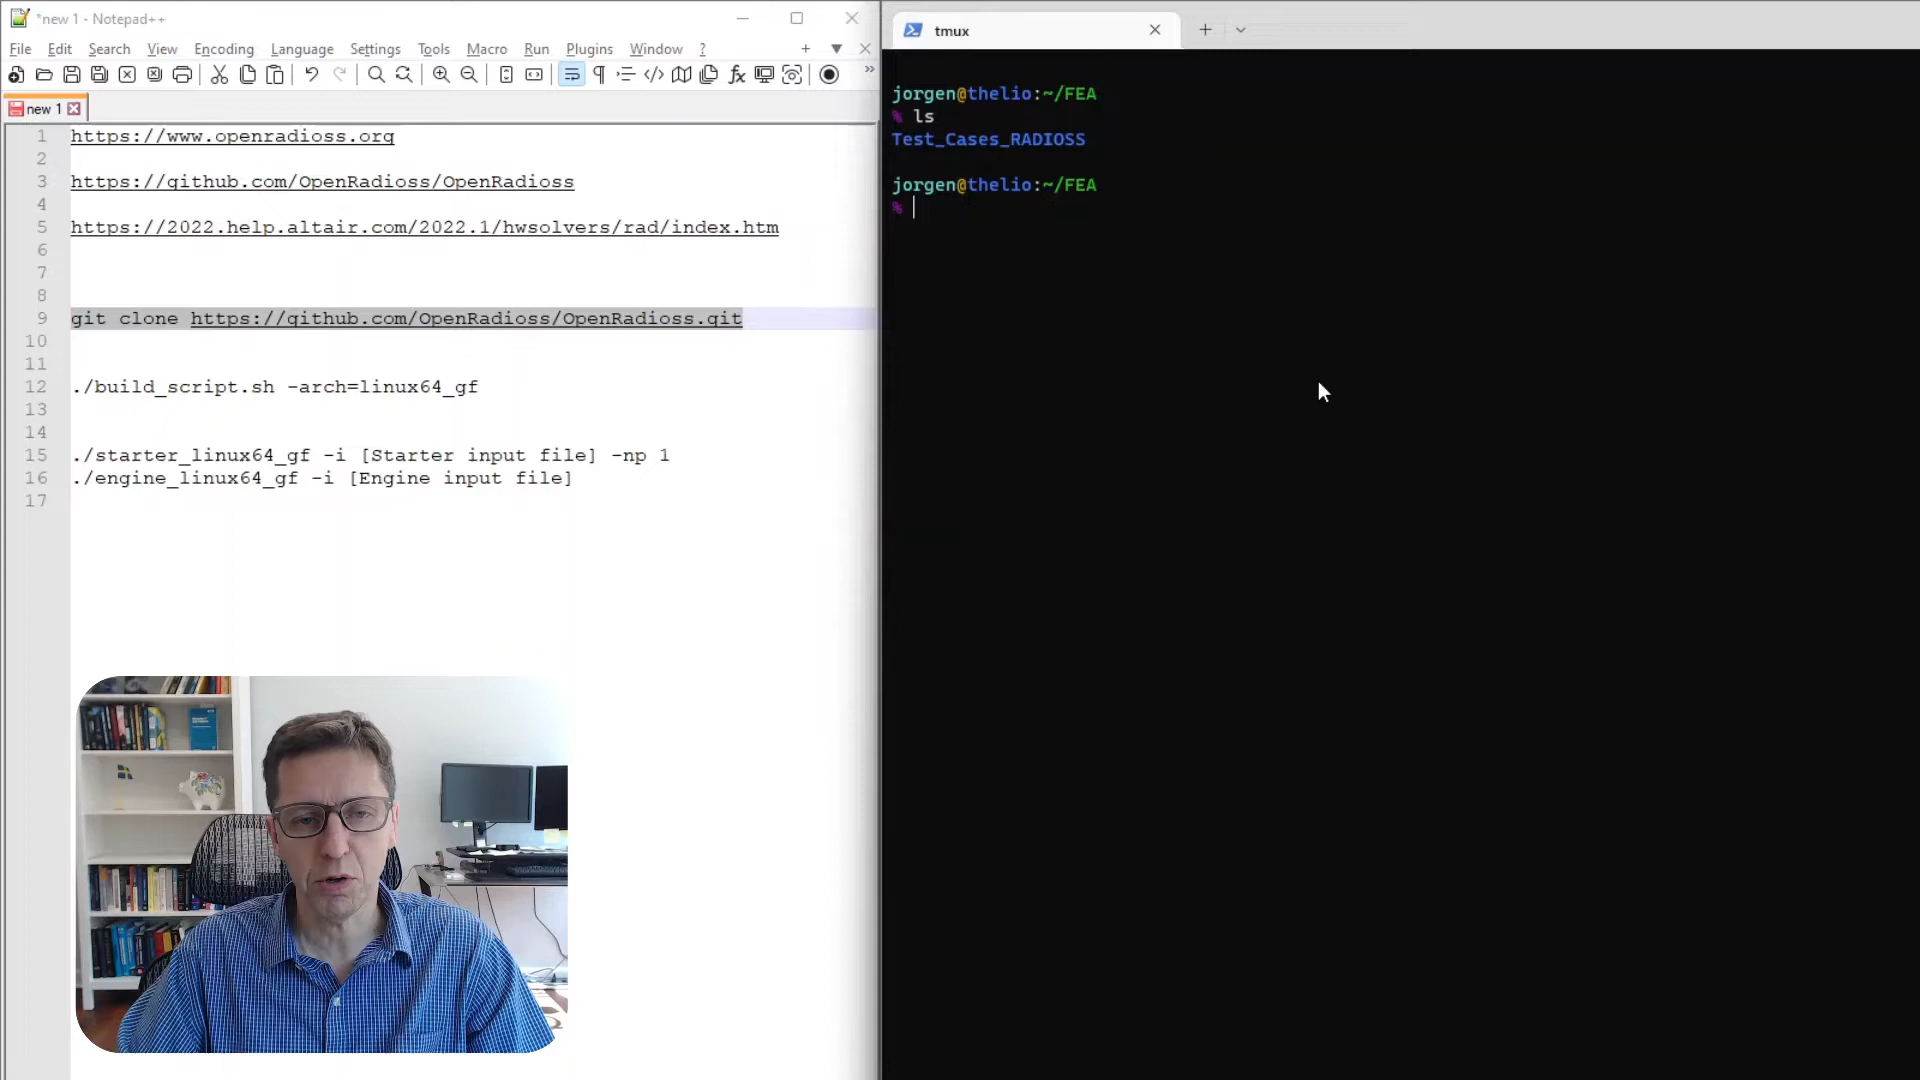 *new 1 - Notepad++
File Edit Search View Encoding Language Settings Tools Macro Run Plugins Window ?
new 1
1 https://www.openradioss.org
2
3 https://github.com/OpenRadioss/OpenRadioss
4
5 https://2022.help.altair.com/2022.1/hwsolvers/rad/index.htm
6
7
8
9 git clone https://github.com/OpenRadioss/OpenRadioss.git
10
11
12 ./build_script.sh -arch=linux64_gf
13
14
15 ./starter_linux64_gf -i [Starter input file] -np 1
16 ./engine_linux64_gf -i [Engine input file]
17
tmux
jorgen@thelio:~/FEA
% ls
Test_Cases_RADIOSS
jorgen@thelio:~/FEA
%